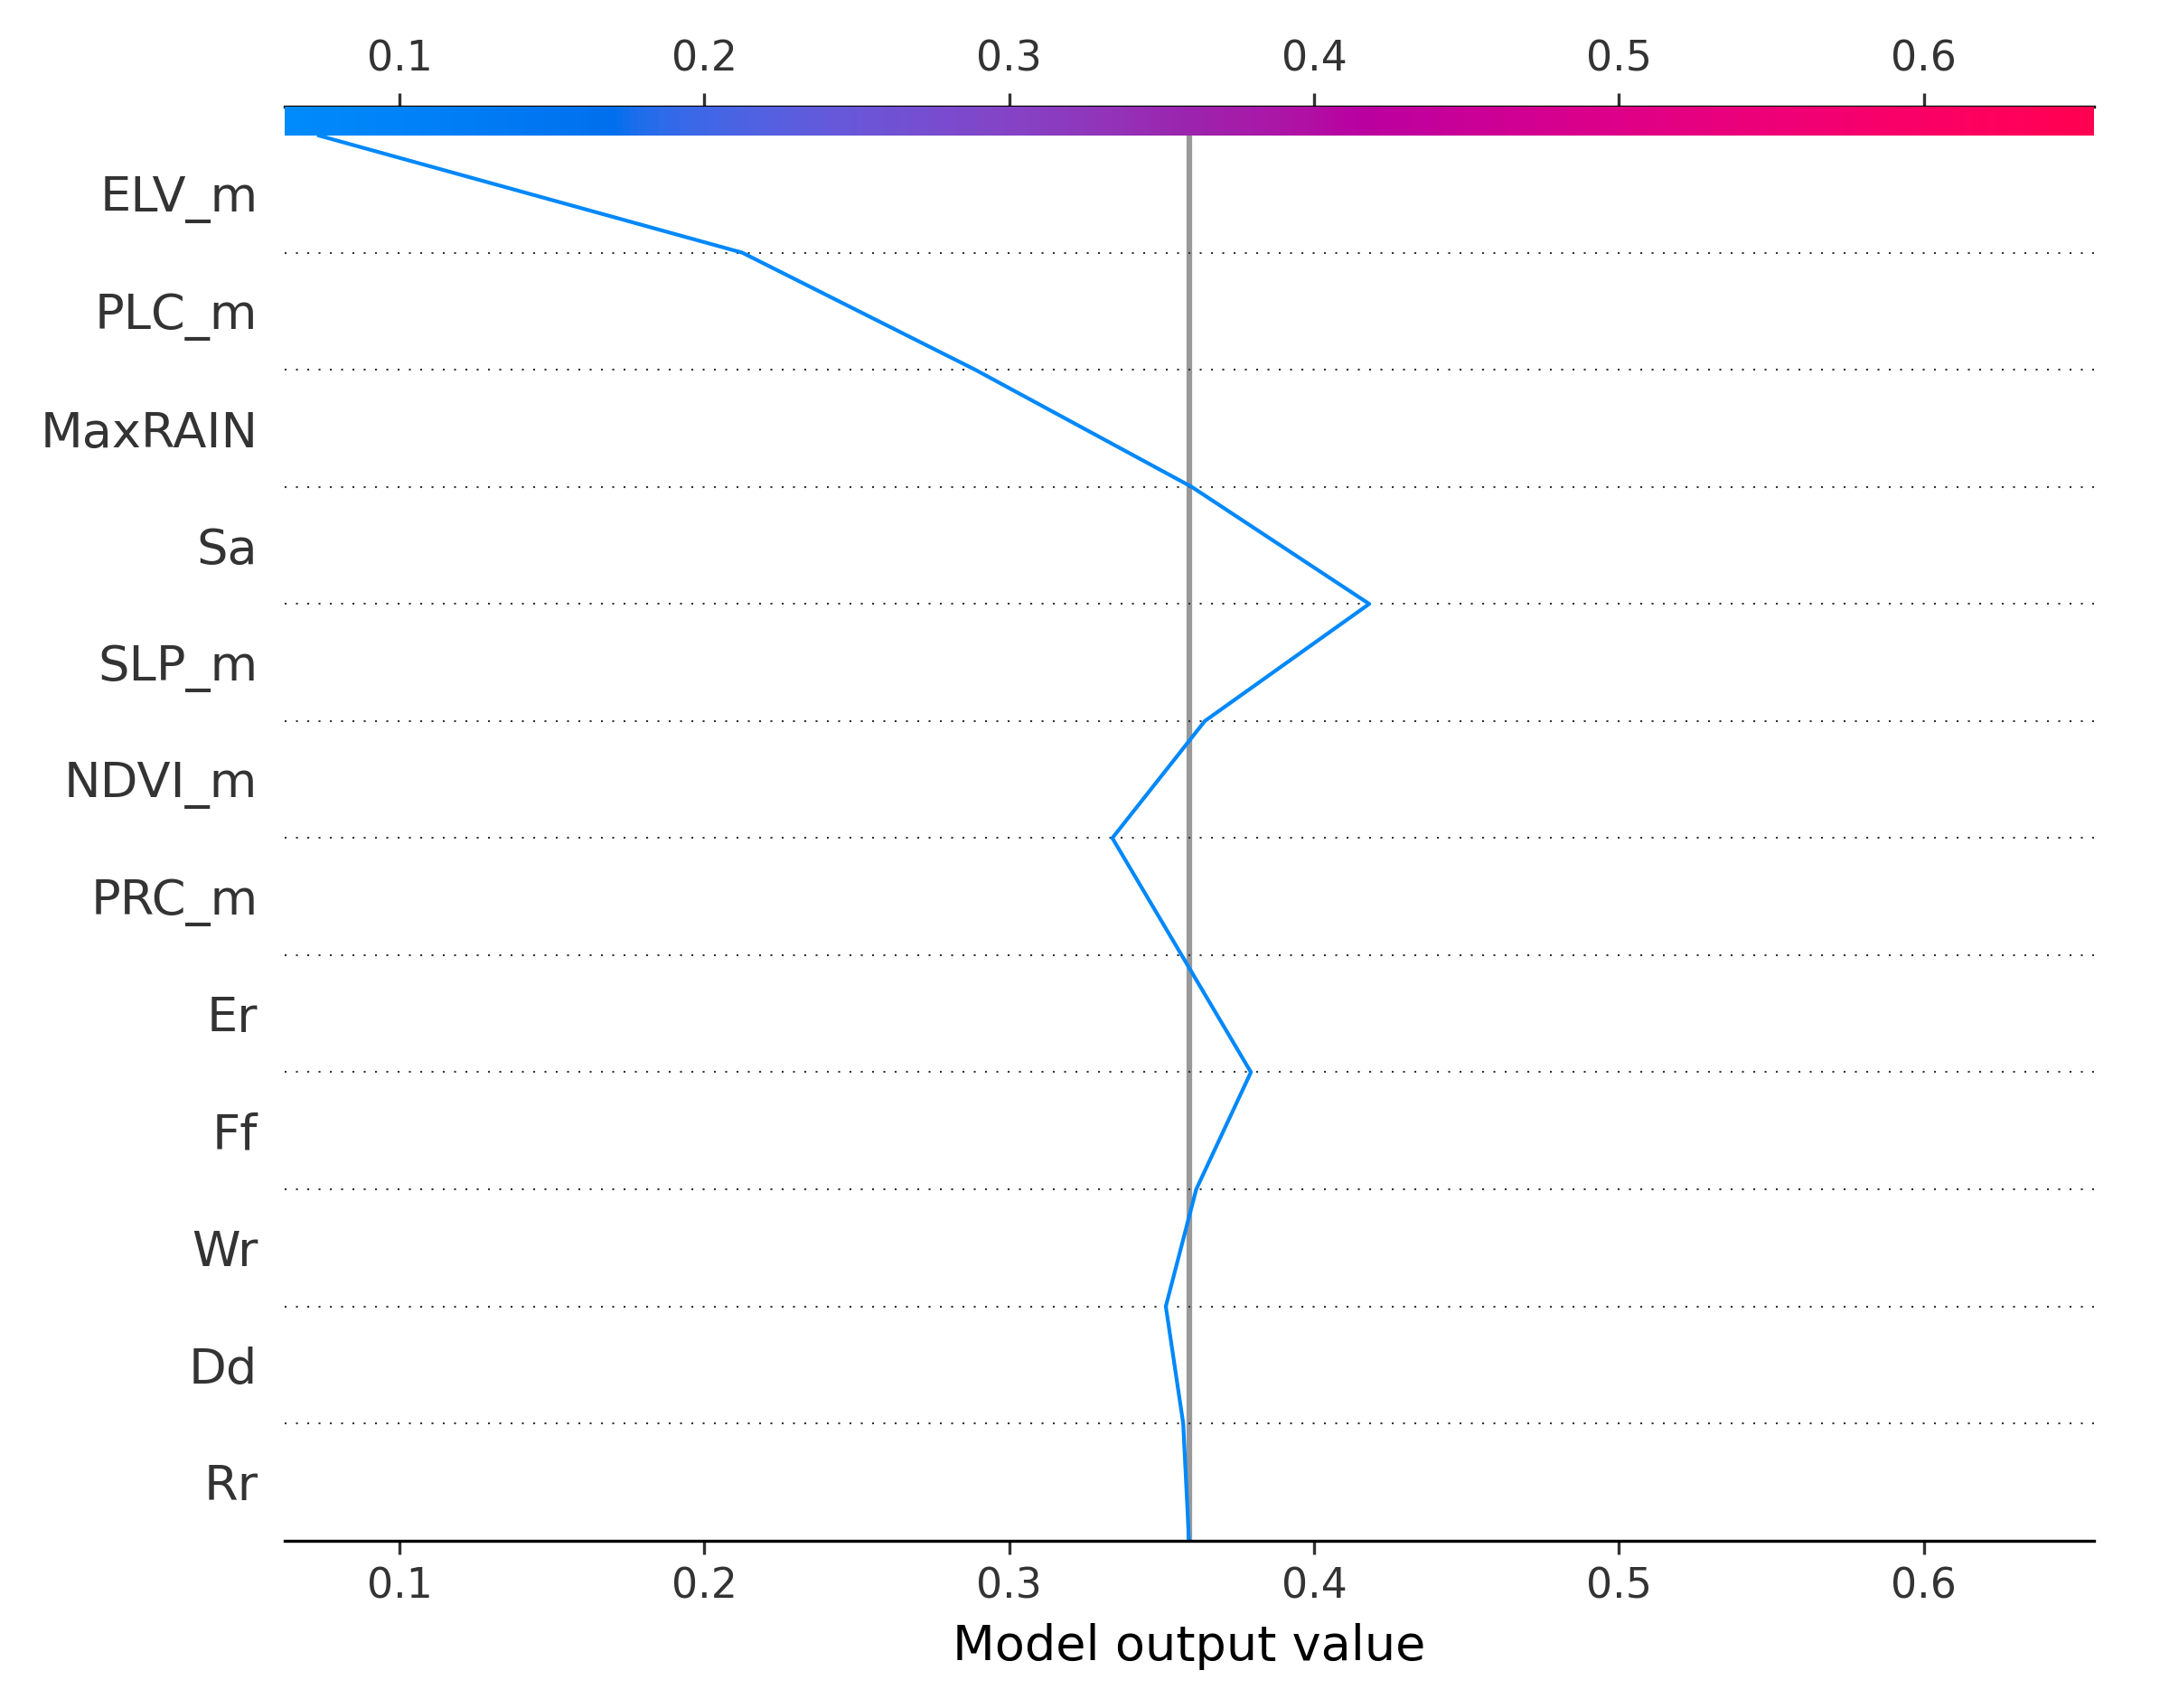 0.1 0.2 0.3 0.4 0.5 0.6
ELV_m
PLC_m
MaxRAIN
Sa
SLP_m
NDVI_m
PRC_m
Er
Ff
Wr
Dd
Rr
0.1 0.2 0.3 0.4 0.5 0.6
Model output value